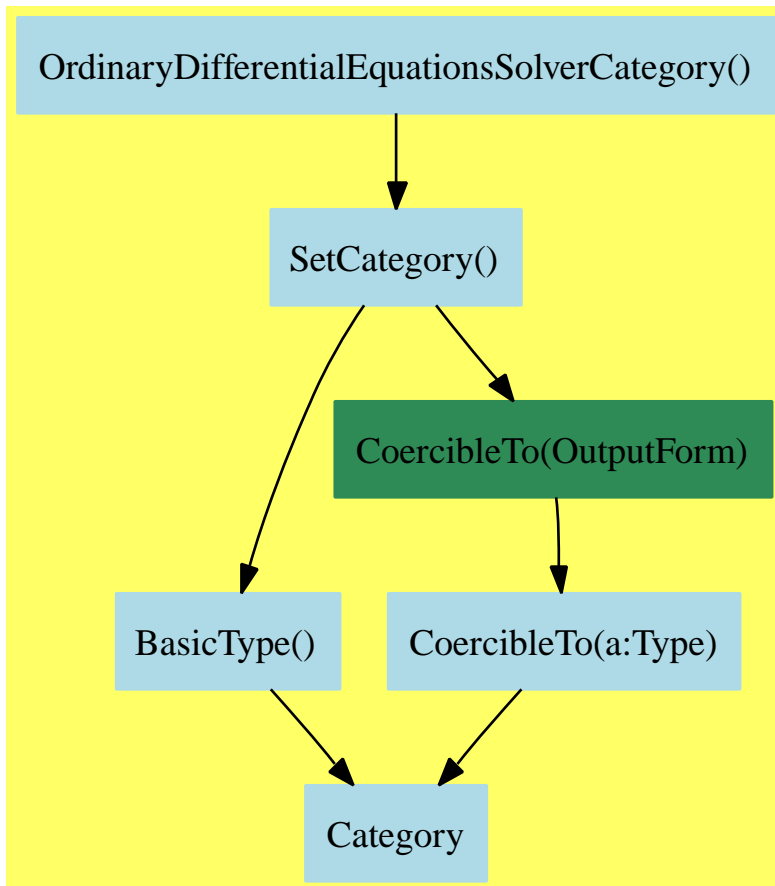 OrdinaryDifferentialEquationsSolverCategory()
SetCategory()
CoercibleTo(OutputForm)
BasicType()
CoercibleTo(a:Type)
Category